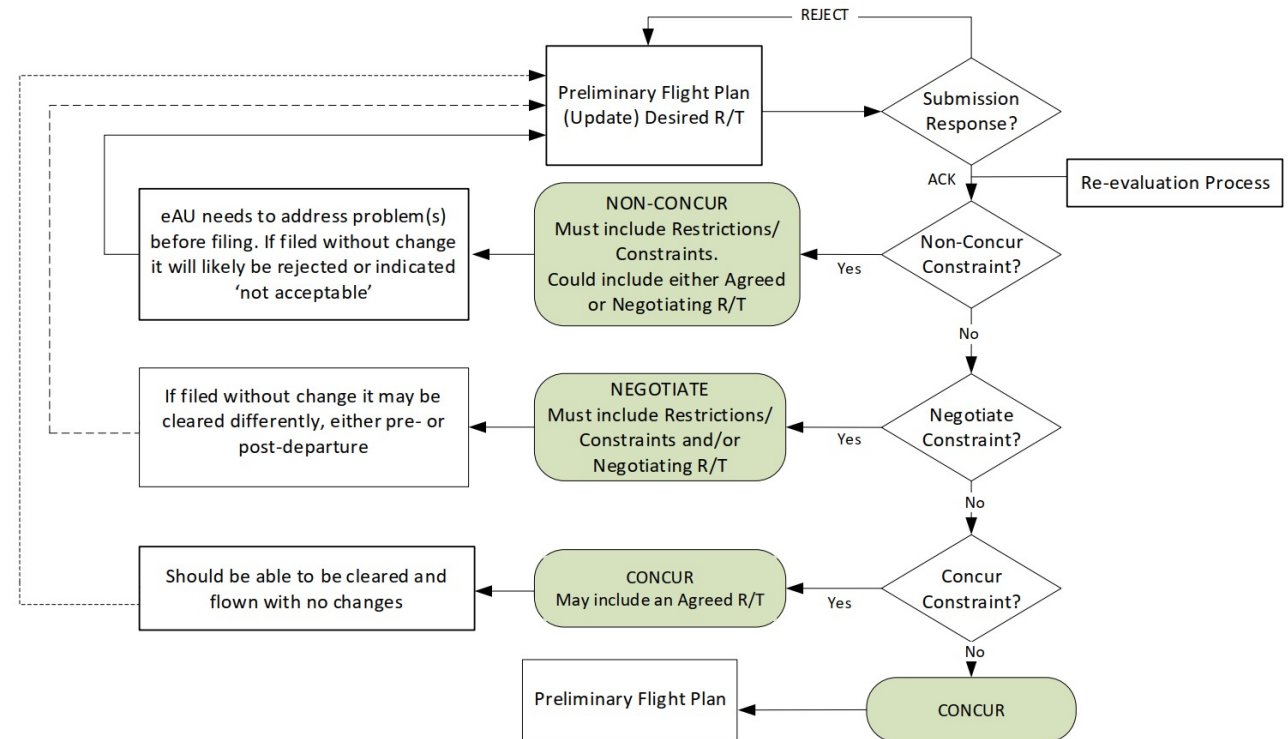 REJECT
Preliminary Flight Plan
(Update) Desired R/T
Submission
Response?
ACK
Re-evaluation Process
eAU needs to address problem(s)
before filing. If filed without change
it will likely be rejected or indicated
‘not acceptable’
NON-CONCUR
Must include Restrictions/
Constraints.
Could include either Agreed
or Negotiating R/T
Yes
Non-Concur
Constraint?
No
If filed without change it may be
cleared differently, either pre- or
post-departure
NEGOTIATE
Must include Restrictions/
Constraints and/or
Negotiating R/T
Yes
Negotiate
Constraint?
No
Should be able to be cleared and
flown with no changes
CONCUR
May include an Agreed R/T
Yes
Concur
Constraint?
No
Preliminary Flight Plan
CONCUR